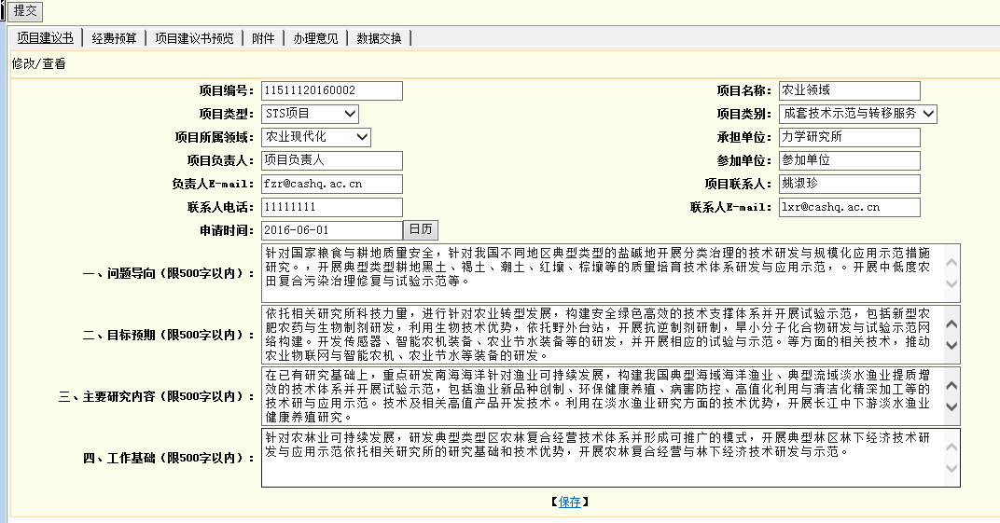 提交
项目建议书 经费预算 项目建议书预览 附件 办理意见 数据交换
修改/查看
项目编号: 11511120160002 项目名称: 农业领域
项目类型: STS项目 项目类别: 成套技术示范与转移服务
项目所属领域: 农业现代化 承担单位: 力学研究所
项目负责人: 项目负责人 参加单位: 参加单位
负责人E-mail: fzr@cashq.ac.cn 项目联系人: 姚淑珍
联系人电话: 11111111 联系人E-mail: lxr@cashq.ac.cn
申请时间: 2016-06-01 日历
一、问题导向(限500字以内):
针对国家粮食与耕地质量安全，针对我国不同地区典型类型的盐碱地开展分类治理的技术研发与规模化应用示范措施
研究。，开展典型类型耕地黑土、褐土、潮土、红壤、棕壤等的质量培育技术体系研发与应用示范，。开展中低度农
田复合污染治理修复与试验示范等。
二、目标预期(限500字以内):
依托相关研究所科技力量，进行针对农业转型发展，构建安全绿色高效的技术支撑体系并开展试验示范，包括新型农
肥农药与生物制剂研发，利用生物技术优势，依托野外台站，开展抗逆制剂研制，旱小分子化合物研发与试验示范网
络构建。开发传感器、智能农机装备、农业节水装备等的研发，并开展相应的试验与示范。等方面的相关技术，推动
农业物联网与智能农机、农业节水等装备的研发。
三、主要研究内容(限500字以内):
在已有研究基础上，重点研发南海海洋针对渔业可持续发展，构建我国典型海域海洋渔业、典型流域淡水渔业提质增
效的技术体系并开展试验示范，包括渔业新品种创制、环保健康养殖、病害防控、高值化利用与清洁化精深加工等的
技术研与应用示范。技术及相关高值产品开发技术。利用在淡水渔业研究方面的技术优势，开展长江中下游淡水渔业
健康养殖研究。
四、工作基础(限500字以内):
针对农林业可持续发展，研发典型类型区农林复合经营技术体系并形成可推广的模式，开展典型林区林下经济技术研
发与应用示范依托相关研究所的研究基础和技术优势，开展农林复合经营与林下经济技术研发与示范。
【保存】